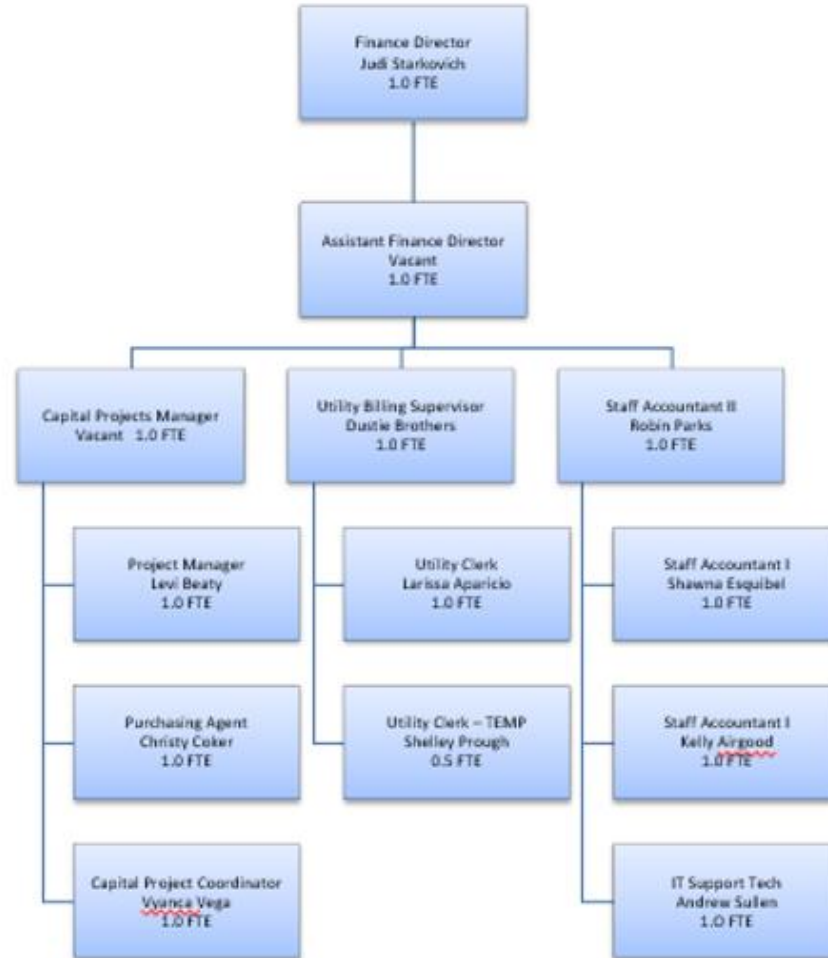 Finance Director
Judi Starkovich
1.0 FTE
Assistant Finance Director
Vacant
1.0 FTE
Capital Projects Manager
Vacant 1.0 FTE
Utility Billing Supervisor
Dustie Brothers
1.0 FTE
Staff Accountant II
Robin Parks
1.0 FTE
Project Manager
Levi Beaty
1.0 FTE
Utility Clerk
Larissa Aparicio
1.0 FTE
Staff Accountant I
Shawna Esquibel
1.0 FTE
Purchasing Agent
Christy Coker
1.0 FTE
Utility Clerk – TEMP
Shelley Prough
0.5 FTE
Staff Accountant I
Kelly Airgood
1.0 FTE
Capital Project Coordinator
Vyanca Vega
1.0 FTE
IT Support Tech
Andrew Sullen
1.0 FTE